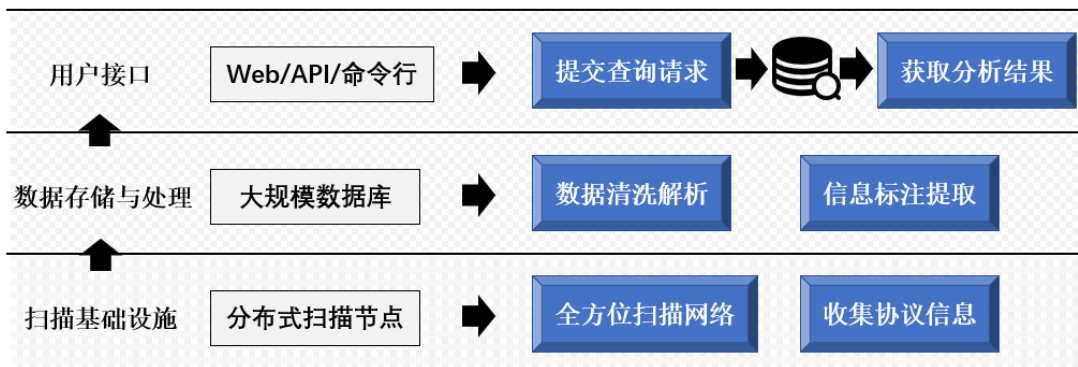 用户接口
Web/API/命令行
提交查询请求
获取分析结果
数据存储与处理
大规模数据库
数据清洗解析
信息标注提取
扫描基础设施
分布式扫描节点
全方位扫描网络
收集协议信息